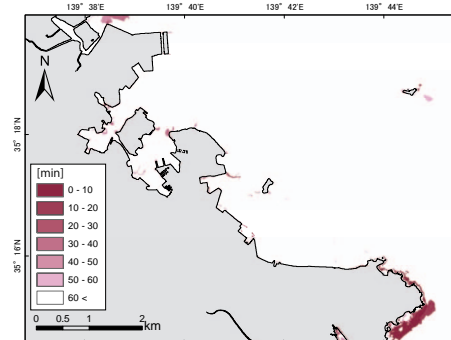 139° 38'E 139° 40'E 139° 42'E 139° 44'E
N
35° 18'N
[min]
0 - 10
10 - 20
20 - 30
30 - 40
40 - 50
50 - 60
60 <
35° 16'N
0 0.5 1 2
km